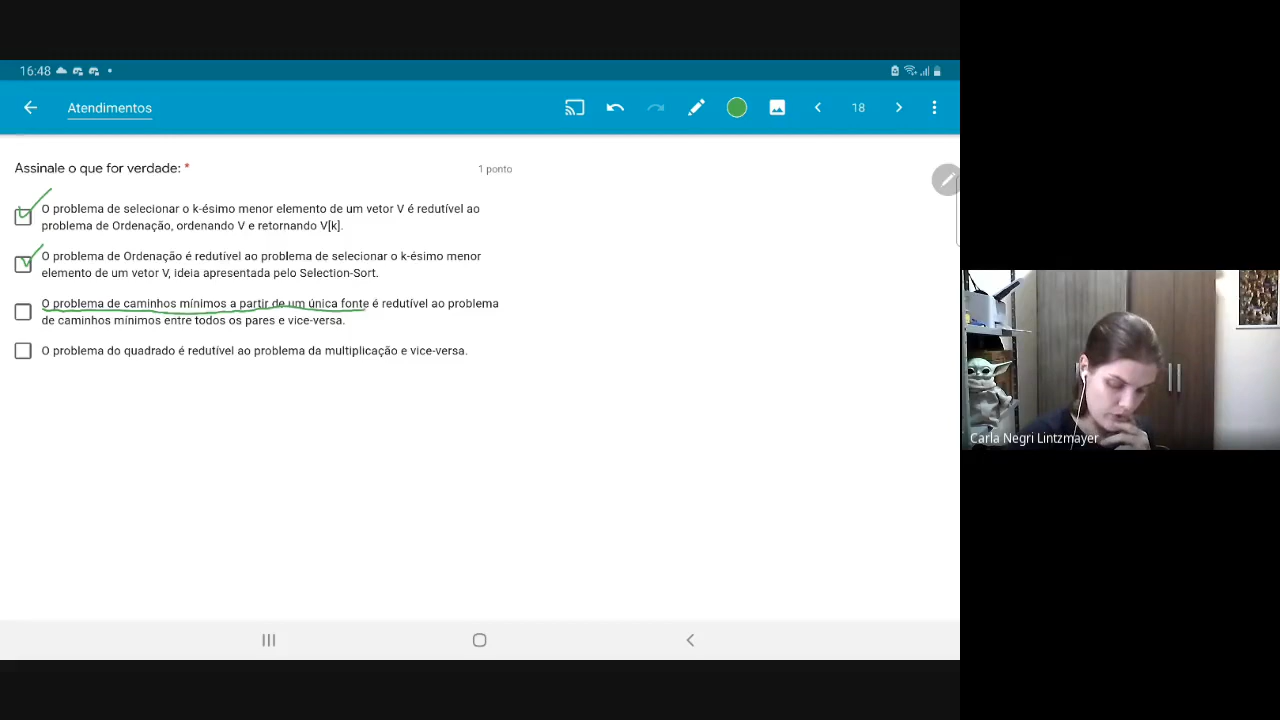 16:48
Atendimentos
18
Assinale o que for verdade: *
1 ponto
O problema de selecionar o k-ésimo menor elemento de um vetor V é redutível ao
problema de Ordenação, ordenando V e retornando V[k].
O problema de Ordenação é redutível ao problema de selecionar o k-ésimo menor
elemento de um vetor V, ideia apresentada pelo Selection-Sort.
O problema de caminhos mínimos a partir de um única fonte é redutível ao problema
de caminhos mínimos entre todos os pares e vice-versa.
O problema do quadrado é redutível ao problema da multiplicação e vice-versa.
Carla Negri Lintzmayer